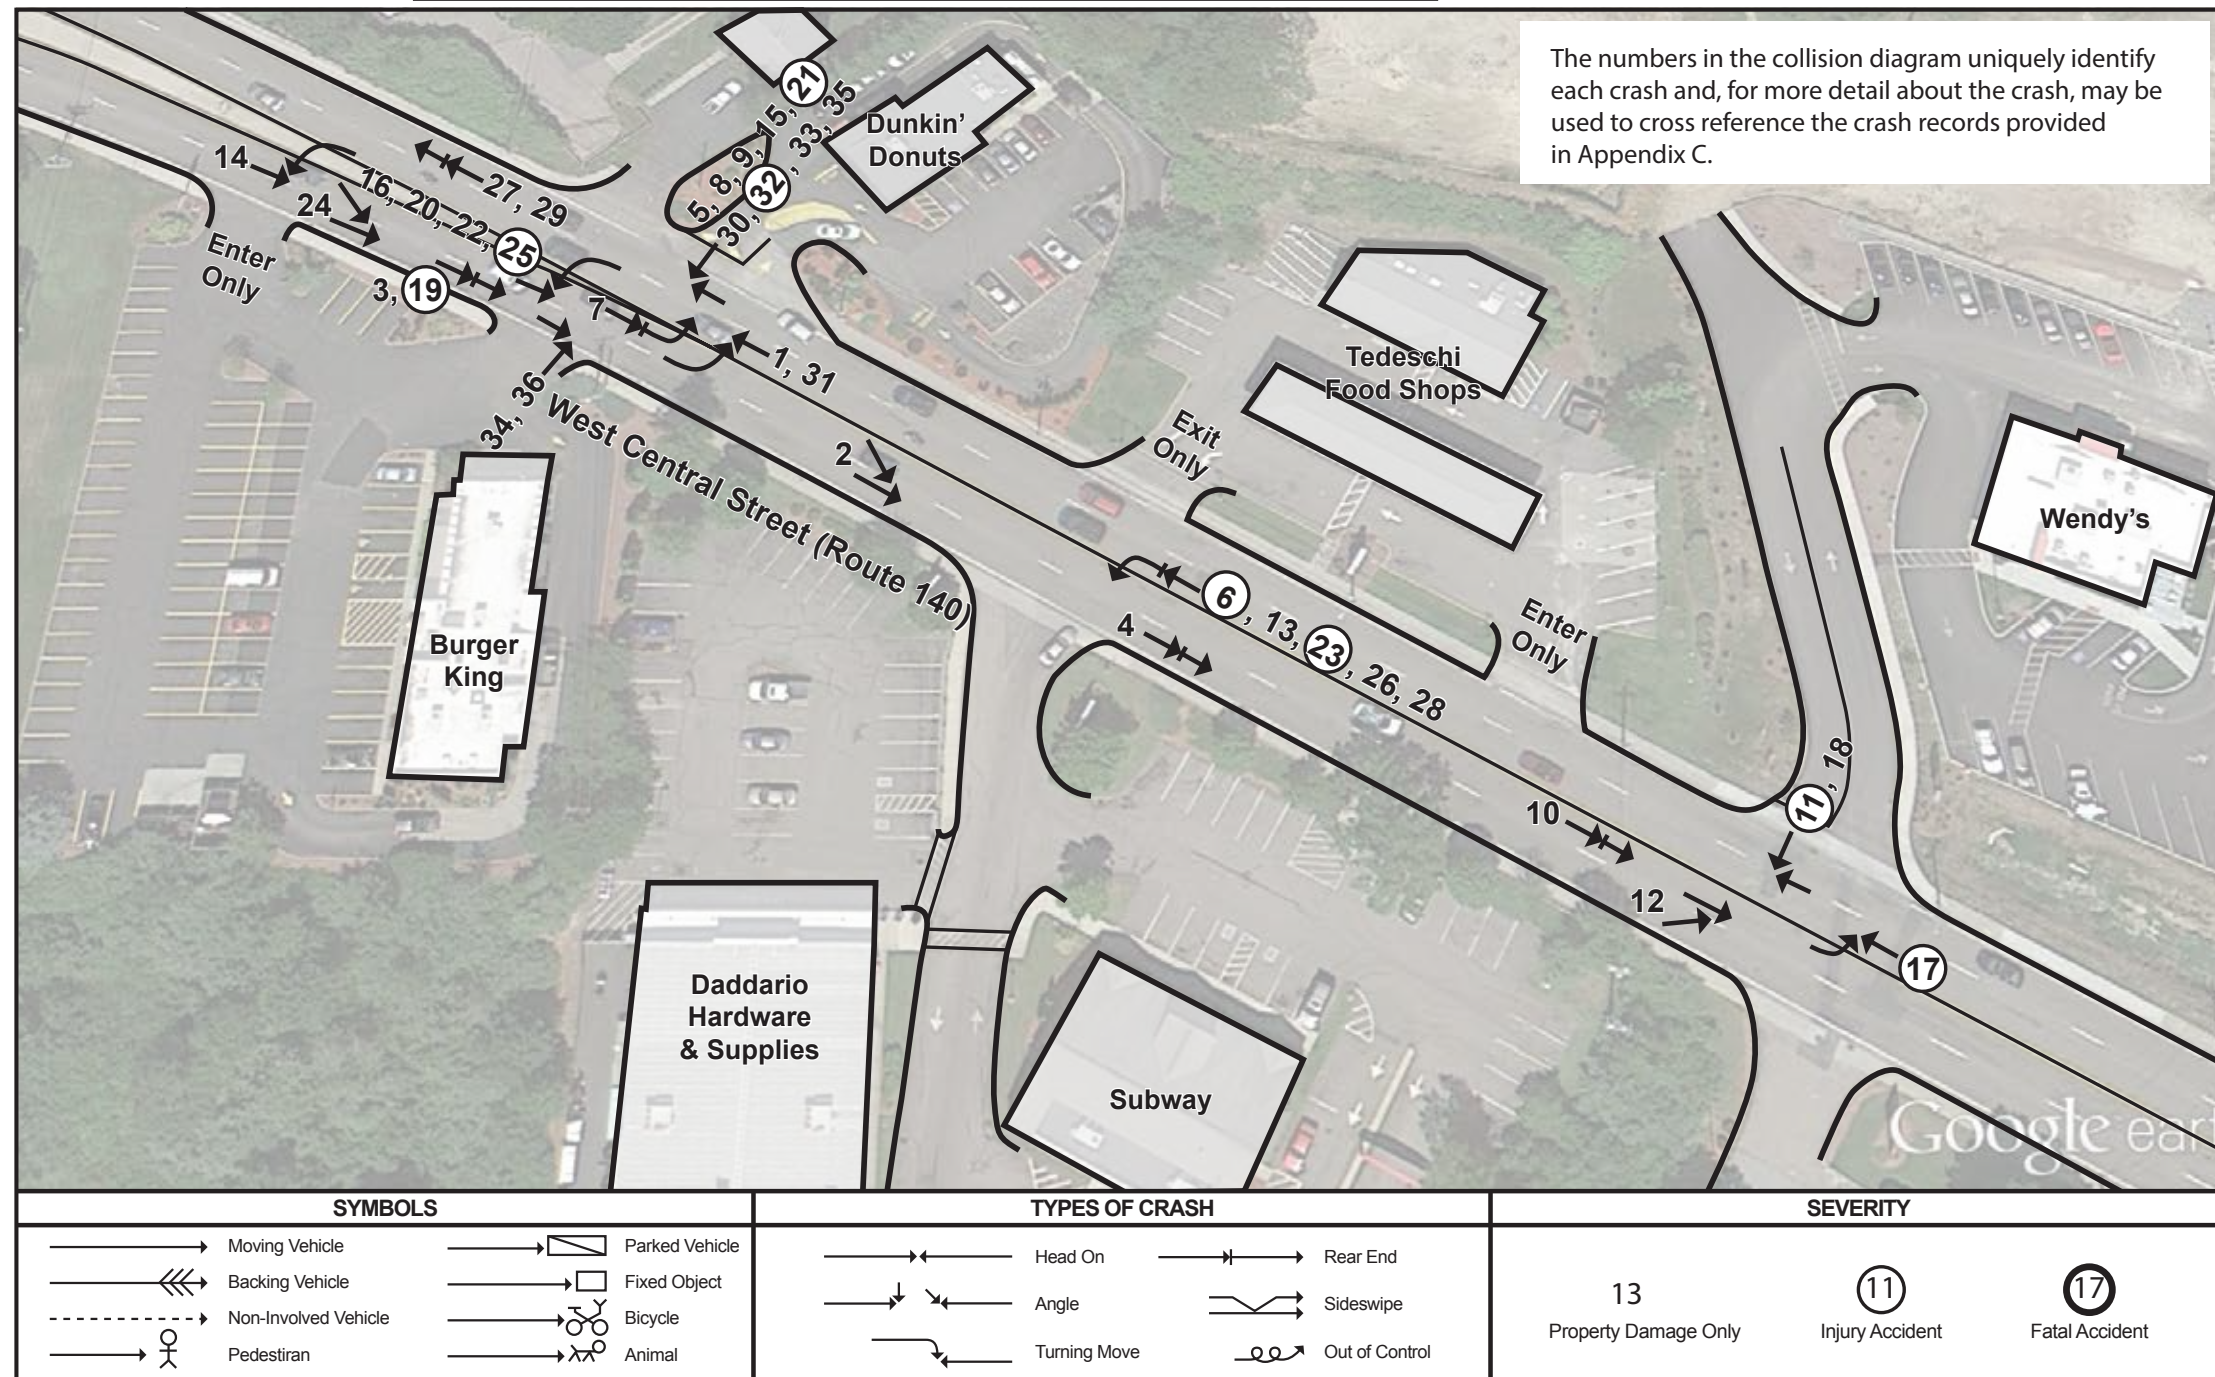 The numbers in the collision diagram uniquely identify
each crash and, for more detail about the crash, may be
used to cross reference the crash records provided
in Appendix C.
21
5, 8, 9, 15,
30, 32, 33, 35
Dunkin'
Donuts
14
27, 29
16, 20, 22, 25
24
Enter
Only
3, 19
7
1, 31
34, 36
West Central Street (Route 140)
2
Tedeschi
Food Shops
Exit
Only
Wendy's
6, 13, 23, 26, 28
4
Enter
Only
Burger
King
11, 18
10
12
17
Daddario
Hardware
& Supplies
Subway
Google ear
SYMBOLS
Moving Vehicle
Backing Vehicle
Non-Involved Vehicle
Pedestiran
Parked Vehicle
Fixed Object
Bicycle
Animal
TYPES OF CRASH
Head On
Angle
Turning Move
Rear End
Sideswipe
Out of Control
SEVERITY
13
Property Damage Only
11
Injury Accident
17
Fatal Accident